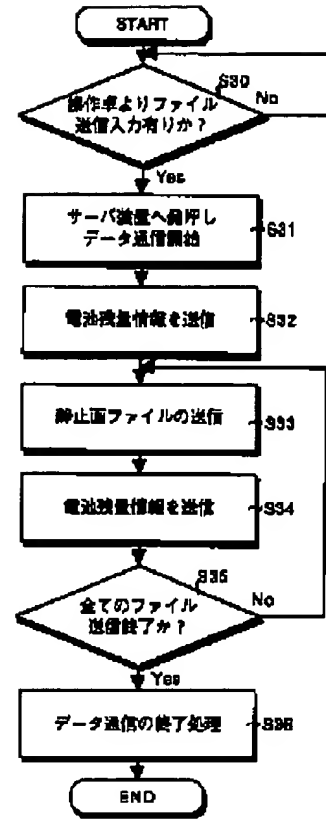 START
操作卓よりファイル
送信入力有りか？
S30
No
Yes
サーバ装置へ発呼し
データ通信開始
S31
電池残量情報を送信
S32
静止画ファイルの送信
S33
電池残量情報を送信
S34
全てのファイル
送信終了か？
S35
No
Yes
データ通信の終了処理
S36
END